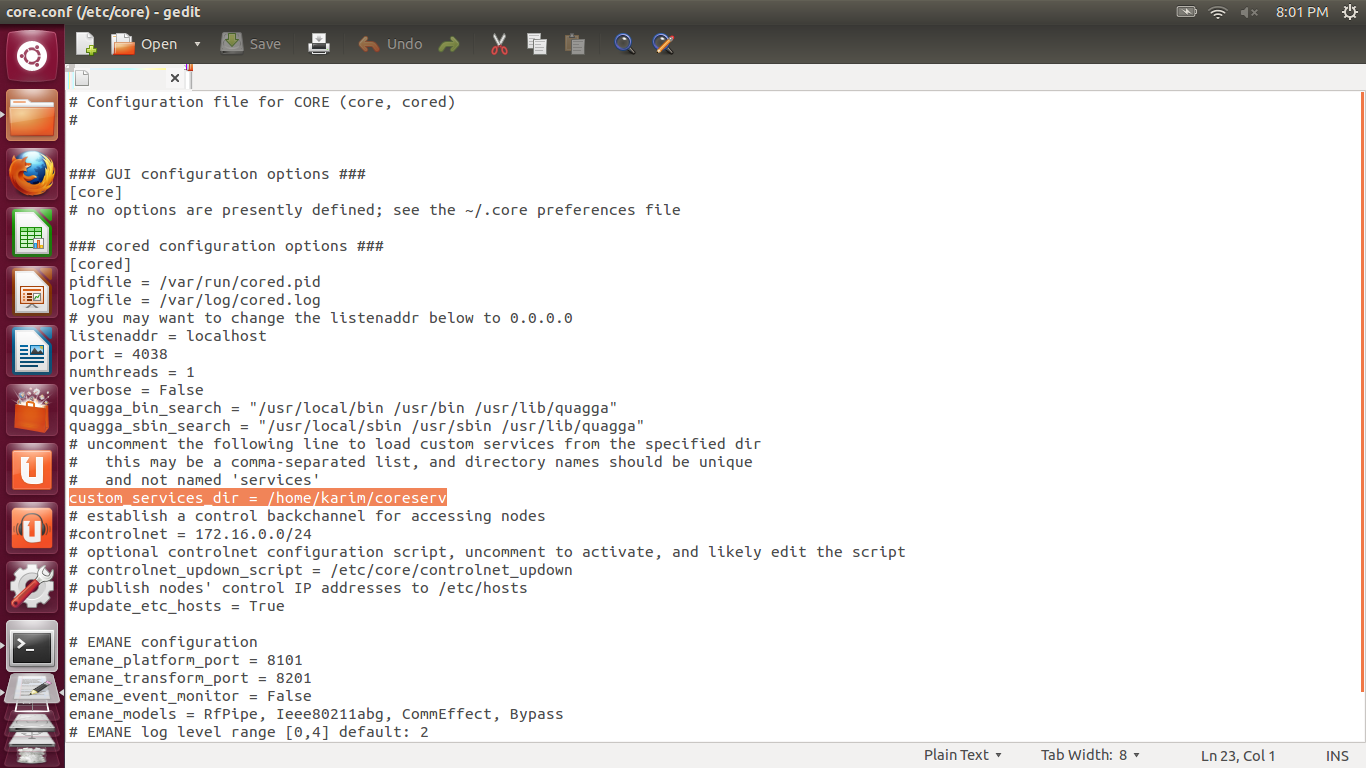 core.conf (/etc/core) - gedit
8:01 PM
Open
Save
Undo
# Configuration file for CORE (core, cored)
#
### GUI configuration options ###
[core]
# no options are presently defined; see the ~/.core preferences file
### cored configuration options ###
[cored]
pidfile = /var/run/cored.pid
logfile = /var/log/cored.log
# you may want to change the listenaddr below to 0.0.0.0
listenaddr = localhost
port = 4038
numthreads = 1
verbose = False
quagga_bin_search = "/usr/local/bin /usr/bin /usr/lib/quagga"
quagga_sbin_search = "/usr/local/sbin /usr/sbin /usr/lib/quagga"
# uncomment the following line to load custom services from the specified dir
#   this may be a comma-separated list, and directory names should be unique
#   and not named 'services'
custom_services_dir = /home/karim/coreserv
# establish a control backchannel for accessing nodes
#controlnet = 172.16.0.0/24
# optional controlnet configuration script, uncomment to activate, and likely edit the script
# controlnet_updown_script = /etc/core/controlnet_updown
# publish nodes' control IP addresses to /etc/hosts
#update_etc_hosts = True
# EMANE configuration
emane_platform_port = 8101
emane_transform_port = 8201
emane_event_monitor = False
emane_models = RfPipe, Ieee80211abg, CommEffect, Bypass
# EMANE log level range [0,4] default: 2
Plain Text
Tab Width: 8
Ln 23, Col 1
INS